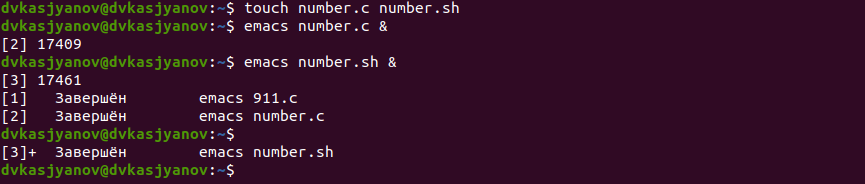 dvkasjyanov@dvkasjyanov:~$ touch number.c number.sh
dvkasjyanov@dvkasjyanov:~$ emacs number.c &
[2] 17409
dvkasjyanov@dvkasjyanov:~$ emacs number.sh &
[3] 17461
[1]   Завершён        emacs 911.c
[2]   Завершён        emacs number.c
dvkasjyanov@dvkasjyanov:~$
[3]+  Завершён        emacs number.sh
dvkasjyanov@dvkasjyanov:~$